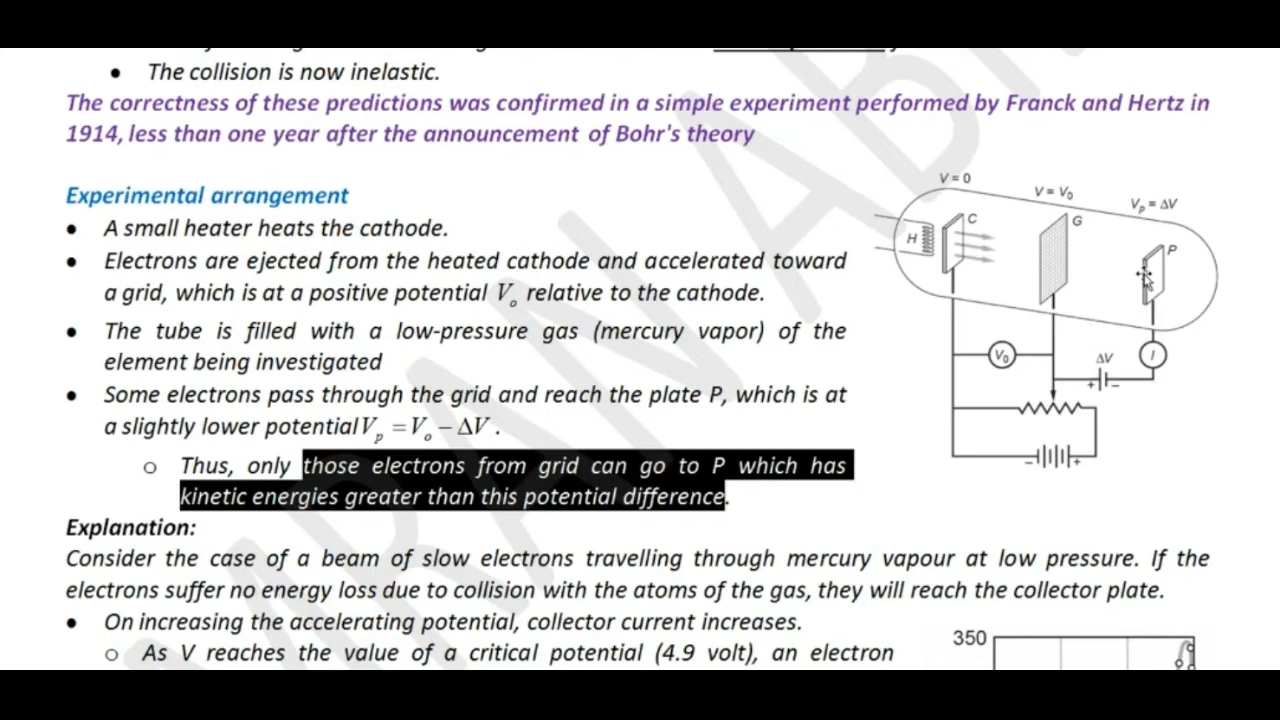 • The collision is now inelastic.
The correctness of these predictions was confirmed in a simple experiment performed by Franck and Hertz in
1914, less than one year after the announcement of Bohr's theory
Experimental arrangement
• A small heater heats the cathode.
• Electrons are ejected from the heated cathode and accelerated toward
a grid, which is at a positive potential Vₒ relative to the cathode.
• The tube is filled with a low-pressure gas (mercury vapor) of the
element being investigated
• Some electrons pass through the grid and reach the plate P, which is at
a slightly lower potential Vₚ = Vₒ − ΔV .
o Thus, only those electrons from grid can go to P which has
kinetic energies greater than this potential difference.
V = 0
V = V₀
Vₚ = ΔV
H
C
G
P
V₀
ΔV
I
+
−
−
+
Explanation:
Consider the case of a beam of slow electrons travelling through mercury vapour at low pressure. If the
electrons suffer no energy loss due to collision with the atoms of the gas, they will reach the collector plate.
• On increasing the accelerating potential, collector current increases.
o As V reaches the value of a critical potential (4.9 volt), an electron
350